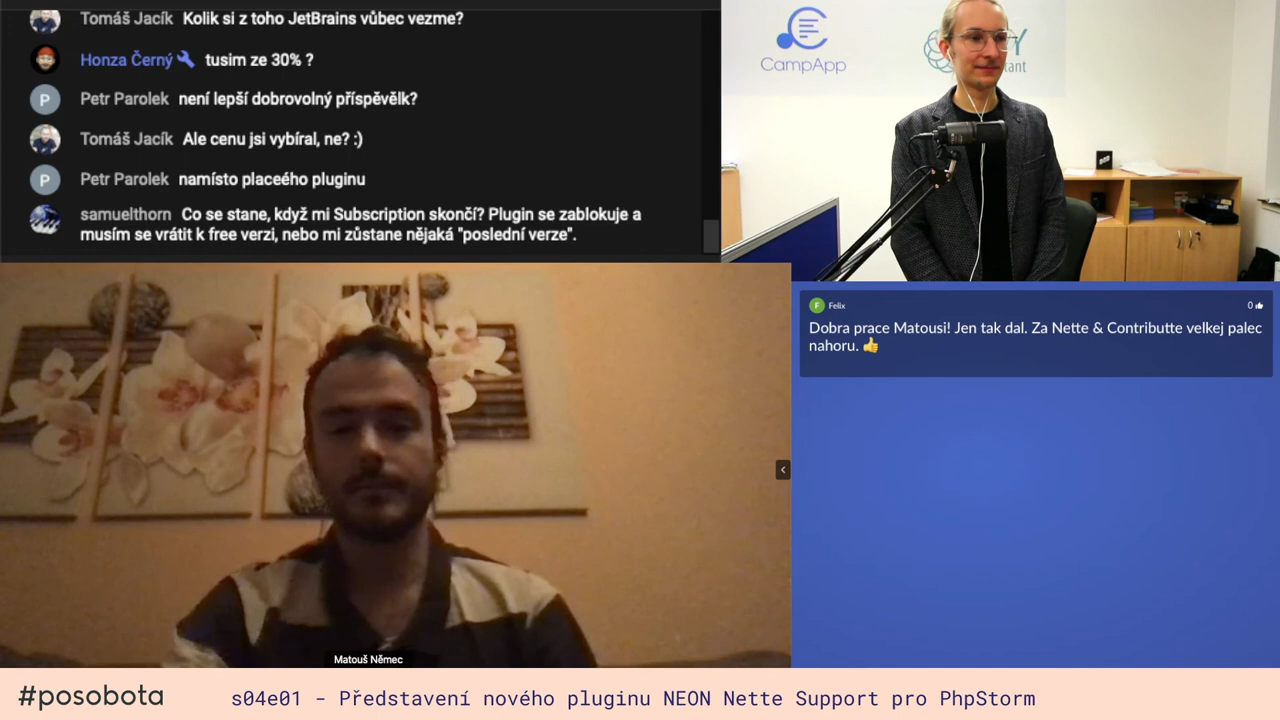 Tomáš Jacík Kolik si z toho JetBrains vůbec vezme?
Honza Černý tusim ze 30% ?
P Petr Parolek není lepší dobrovolný příspěvělk?
Tomáš Jacík Ale cenu jsi vybíral, ne? :)
P Petr Parolek namísto placeého pluginu
samuelthorn Co se stane, když mi Subscription skončí? Plugin se zablokuje a
musím se vrátit k free verzi, nebo mi zůstane nějaká "poslední verze".
CampApp
F Felix 0
Dobra prace Matousi! Jen tak dal. Za Nette & Contributte velkej palec
nahoru. 👍
Matouš Němec
#posobota
s04e01 - Představení nového pluginu NEON Nette Support pro PhpStorm